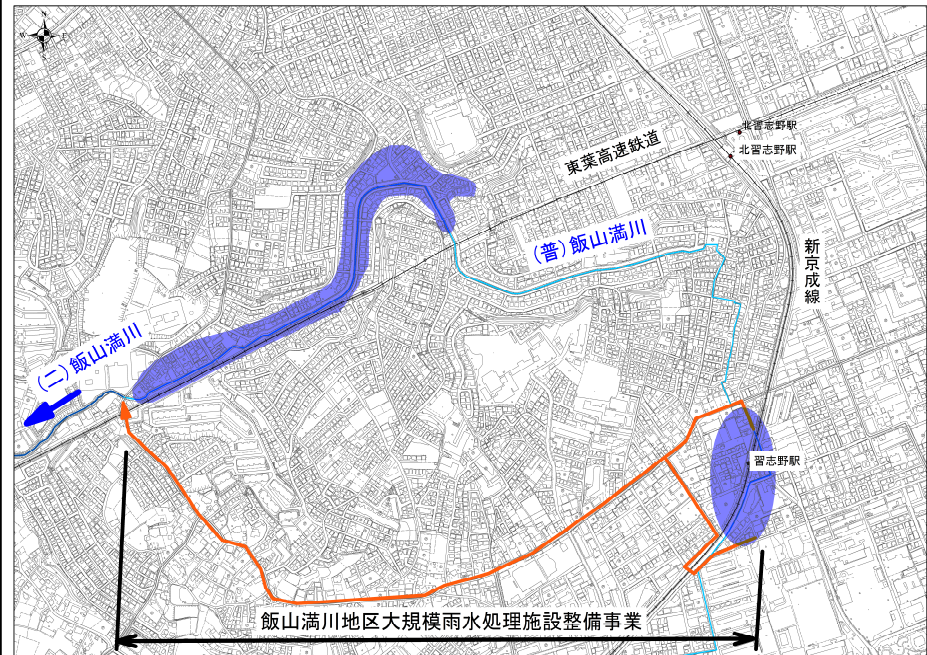 N
W
E
北習志野駅
北習志野駅
東葉高速鉄道
(普)飯山満川
新京成線
(二)飯山満川
習志野駅
飯山満川地区大規模雨水処理施設整備事業